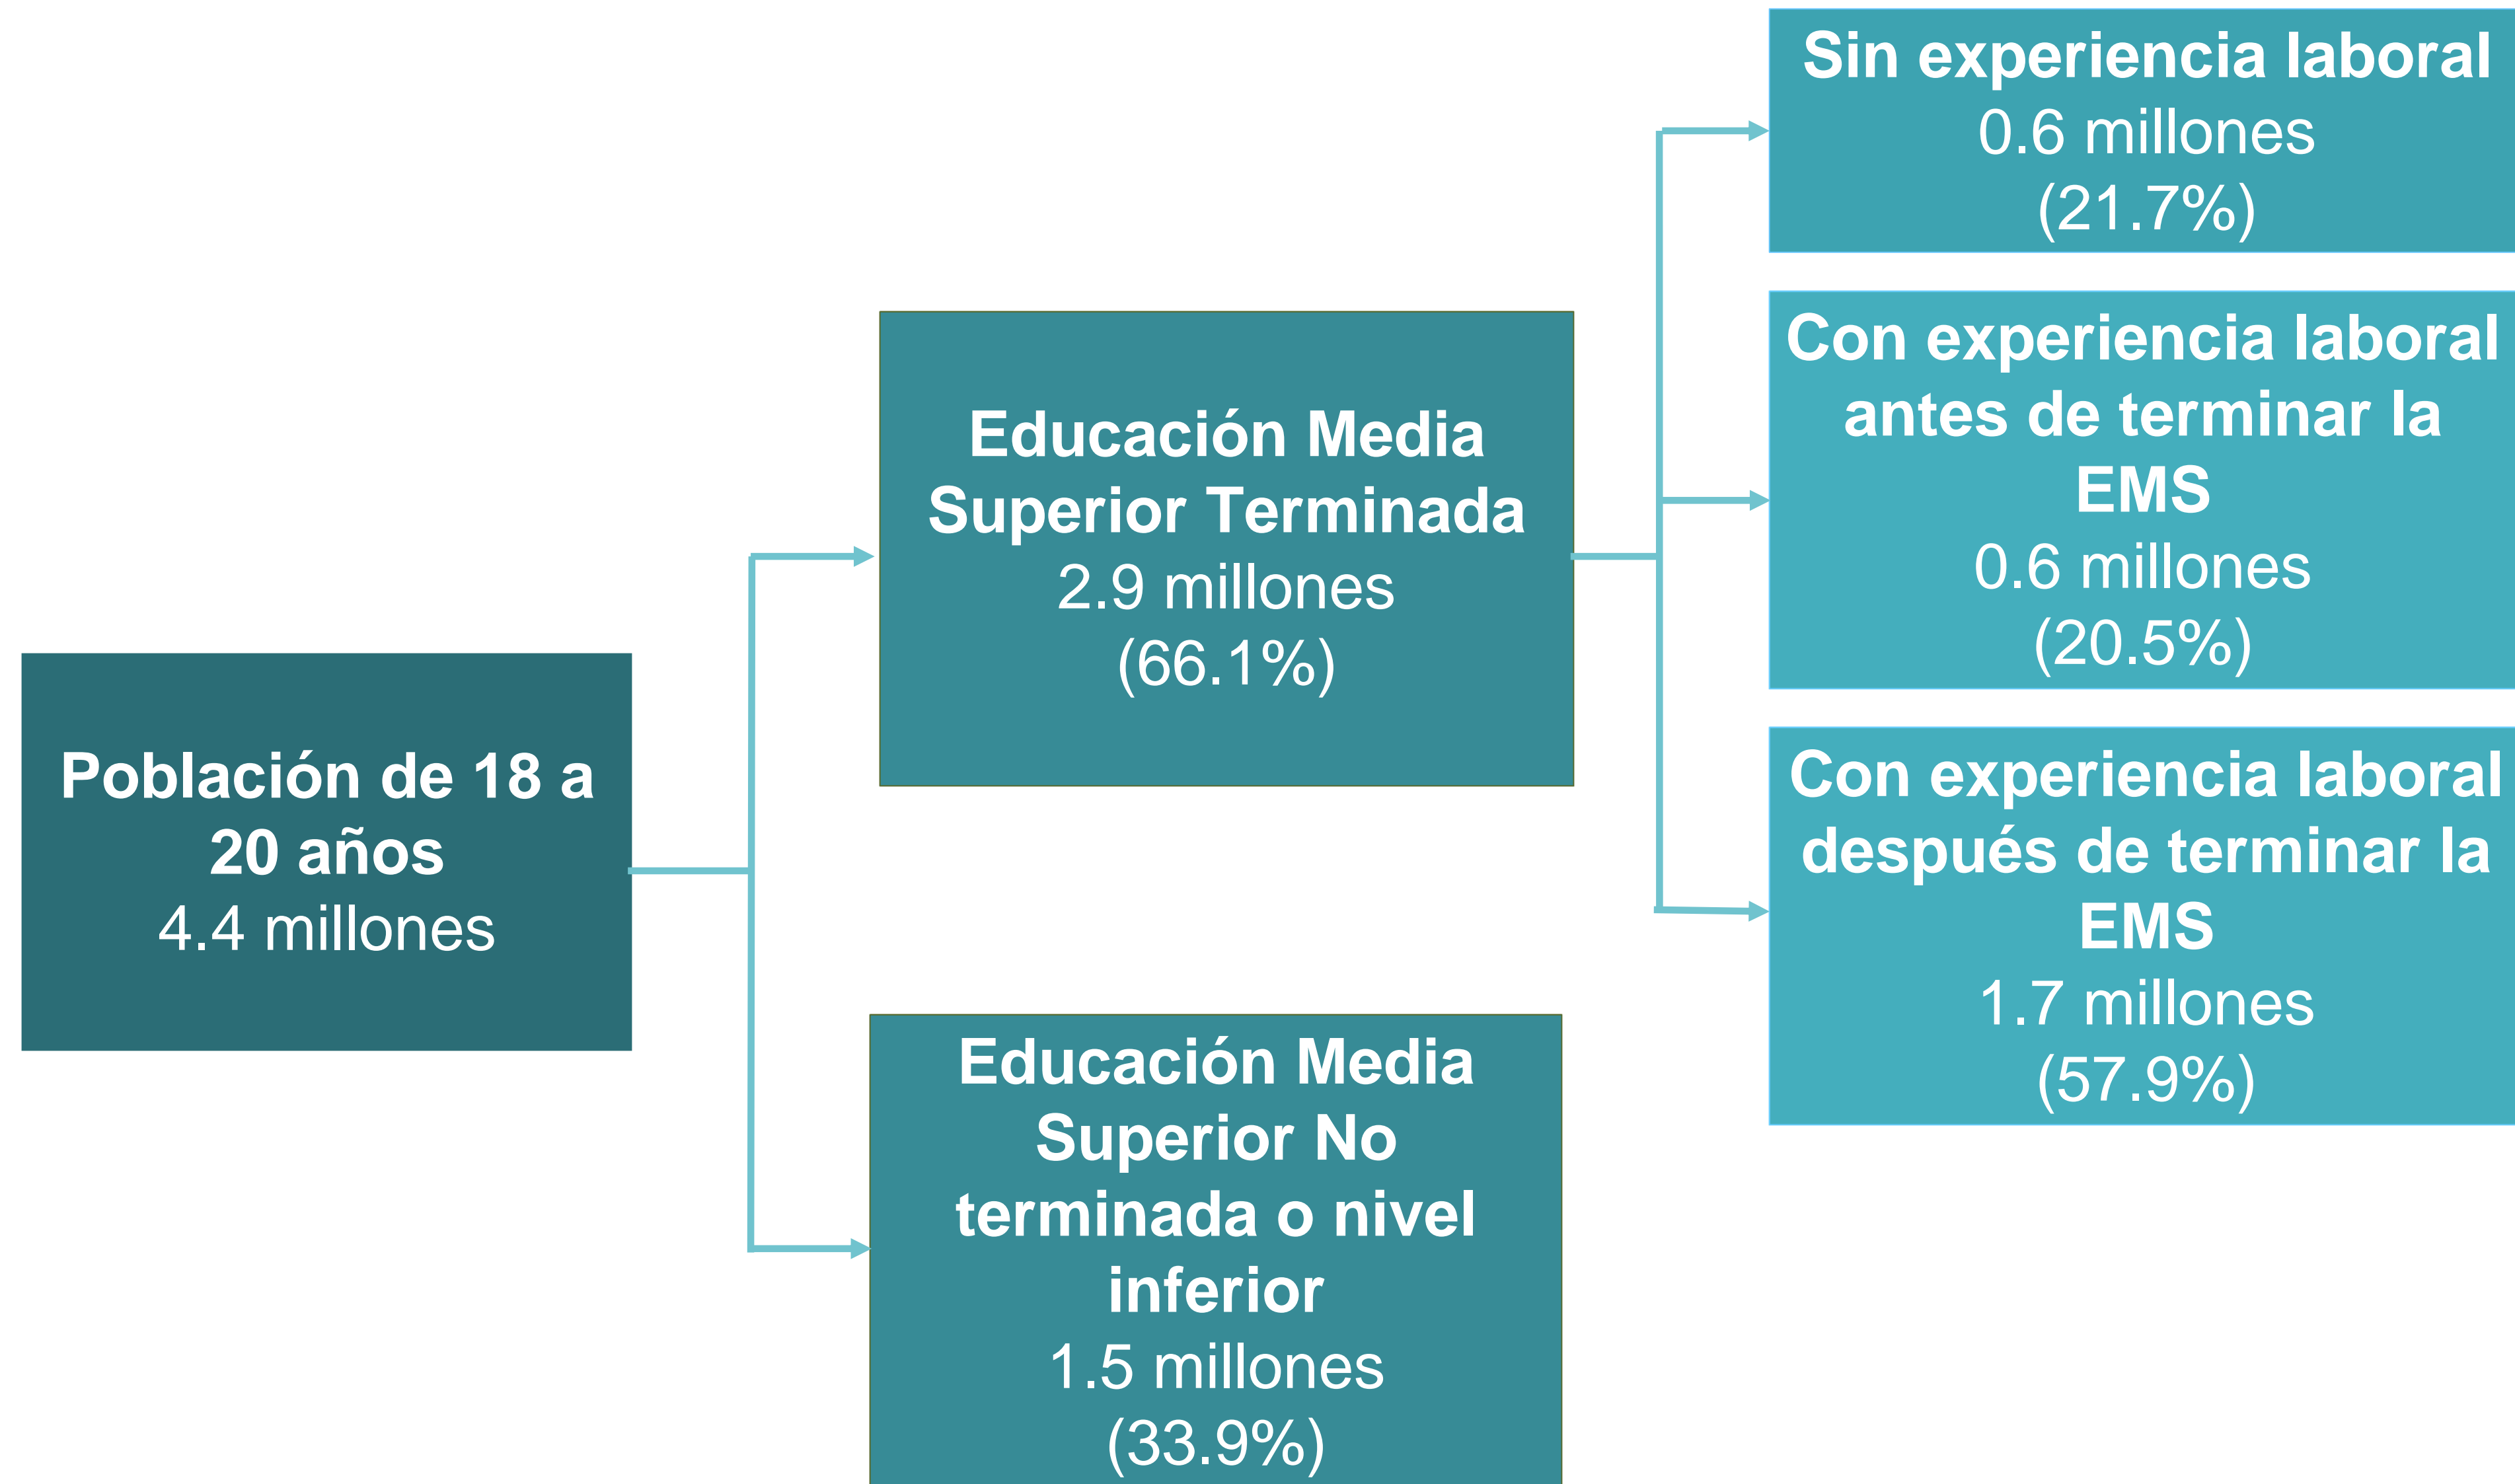 Población de 18 a
20 años
4.4 millones
Educación Media
Superior Terminada
2.9 millones
(66.1%)
Educación Media
Superior No
terminada o nivel
inferior
1.5 millones
(33.9%)
Sin experiencia laboral
0.6 millones
(21.7%)
Con experiencia laboral
antes de terminar la
EMS
0.6 millones
(20.5%)
Con experiencia laboral
después de terminar la
EMS
1.7 millones
(57.9%)